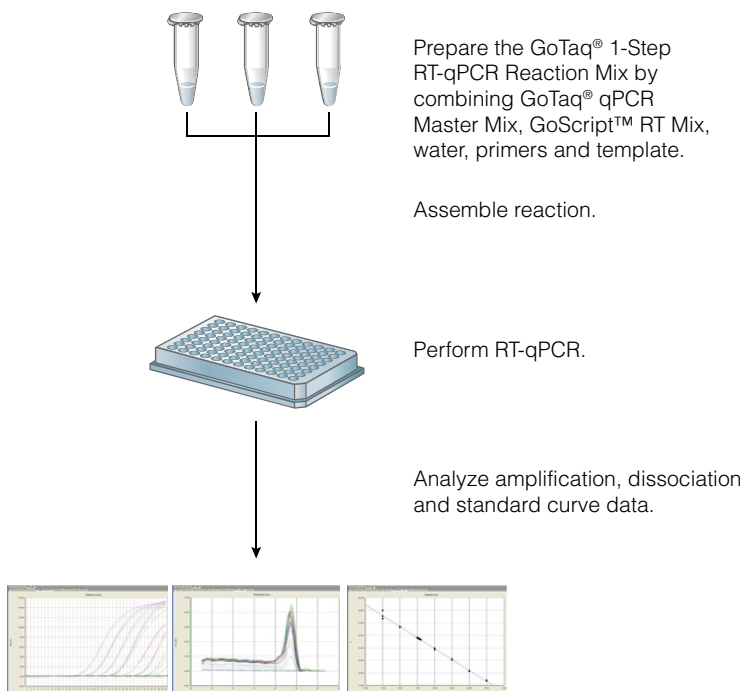 Prepare the GoTaq® 1-Step
RT-qPCR Reaction Mix by
combining GoTaq® qPCR
Master Mix, GoScript™ RT Mix,
water, primers and template.
Assemble reaction.
Perform RT-qPCR.
Analyze amplification, dissociation
and standard curve data.